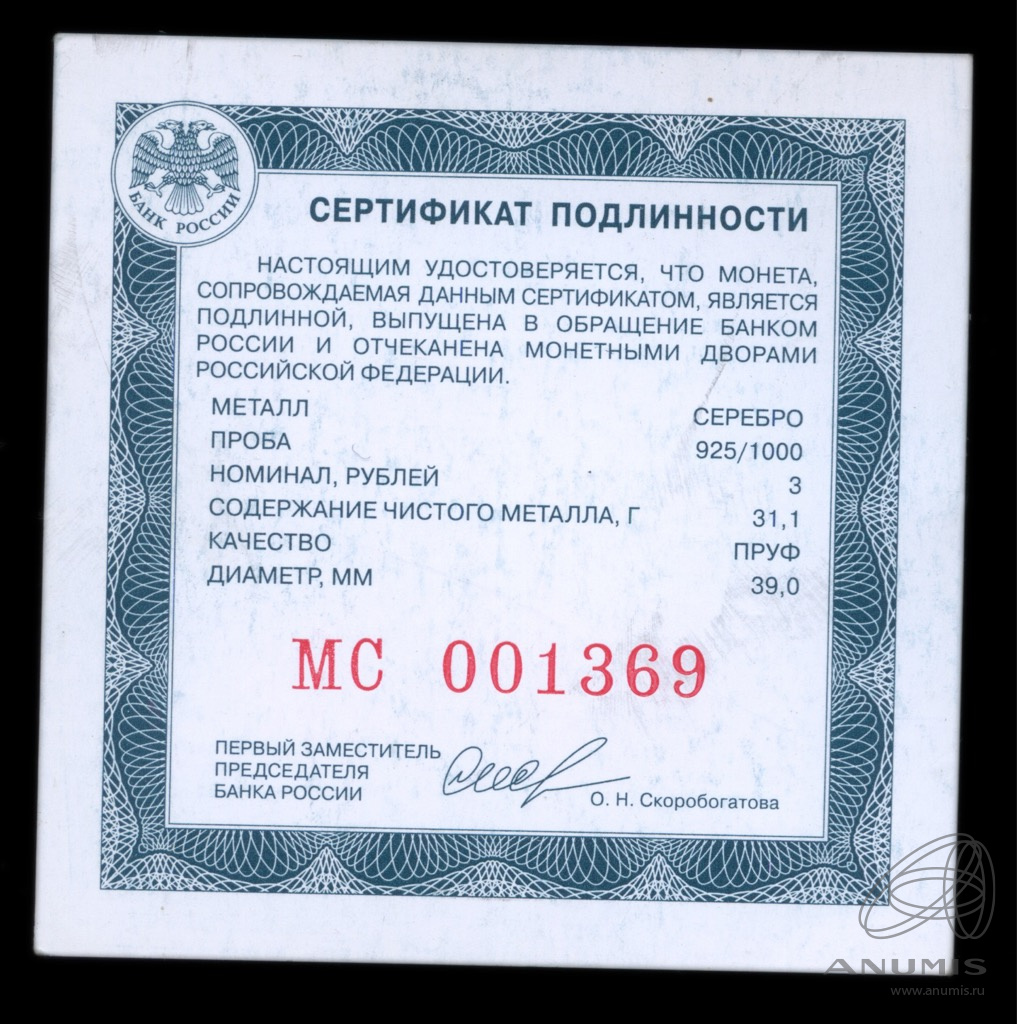 БАНК РОССИИ
СЕРТИФИКАТ ПОДЛИННОСТИ
НАСТОЯЩИМ УДОСТОВЕРЯЕТСЯ, ЧТО МОНЕТА,
СОПРОВОЖДАЕМАЯ ДАННЫМ СЕРТИФИКАТОМ, ЯВЛЯЕТСЯ
ПОДЛИННОЙ, ВЫПУЩЕНА В ОБРАЩЕНИЕ БАНКОМ
РОССИИ И ОТЧЕКАНЕНА МОНЕТНЫМИ ДВОРАМИ
РОССИЙСКОЙ ФЕДЕРАЦИИ.
МЕТАЛЛ СЕРЕБРО
ПРОБА 925/1000
НОМИНАЛ, РУБЛЕЙ 3
СОДЕРЖАНИЕ ЧИСТОГО МЕТАЛЛА, Г 31,1
КАЧЕСТВО ПРУФ
ДИАМЕТР, ММ 39,0
МС 001369
ПЕРВЫЙ ЗАМЕСТИТЕЛЬ
ПРЕДСЕДАТЕЛЯ
БАНКА РОССИИ
О. Н. Скоробогатова
ANUMIS
www.anumis.ru